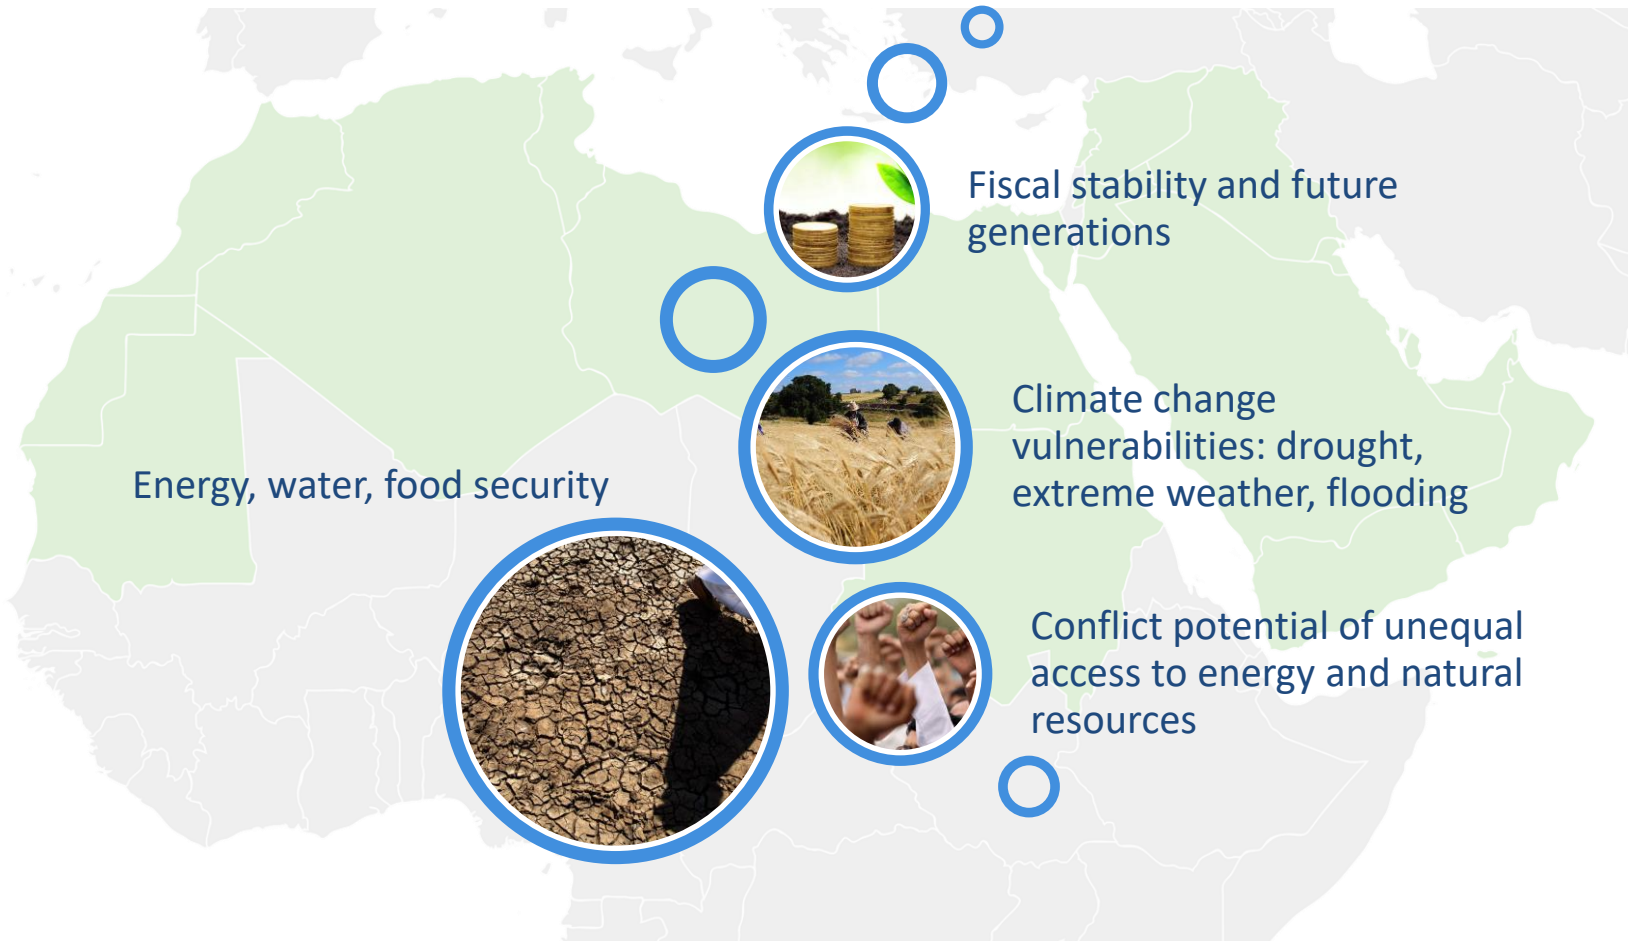 Fiscal stability and future
generations
Climate change
vulnerabilities: drought,
extreme weather, flooding
Energy, water, food security
Conflict potential of unequal
access to energy and natural
resources